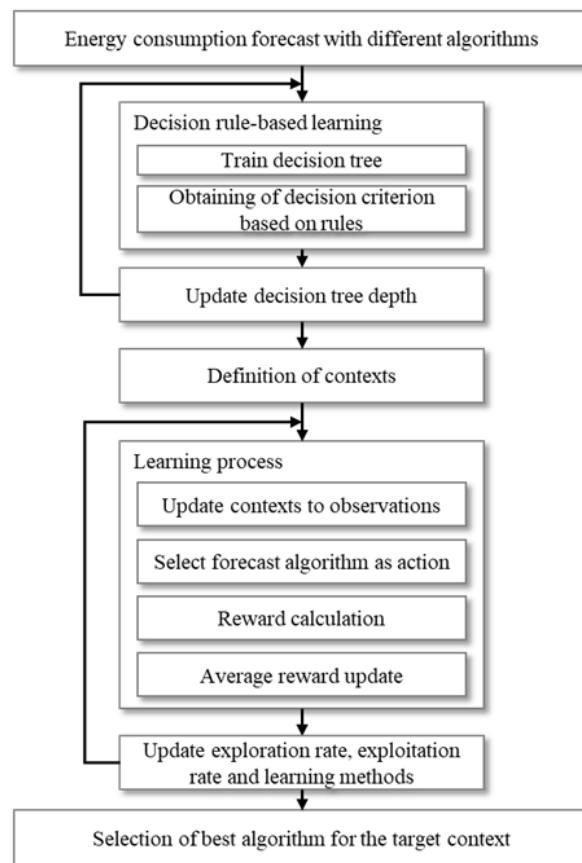 Energy consumption forecast with different algorithms
Decision rule-based learning
Train decision tree
Obtaining of decision criterion
based on rules
Update decision tree depth
Definition of contexts
Learning process
Update contexts to observations
Select forecast algorithm as action
Reward calculation
Average reward update
Update exploration rate, exploitation
rate and learning methods
Selection of best algorithm for the target context